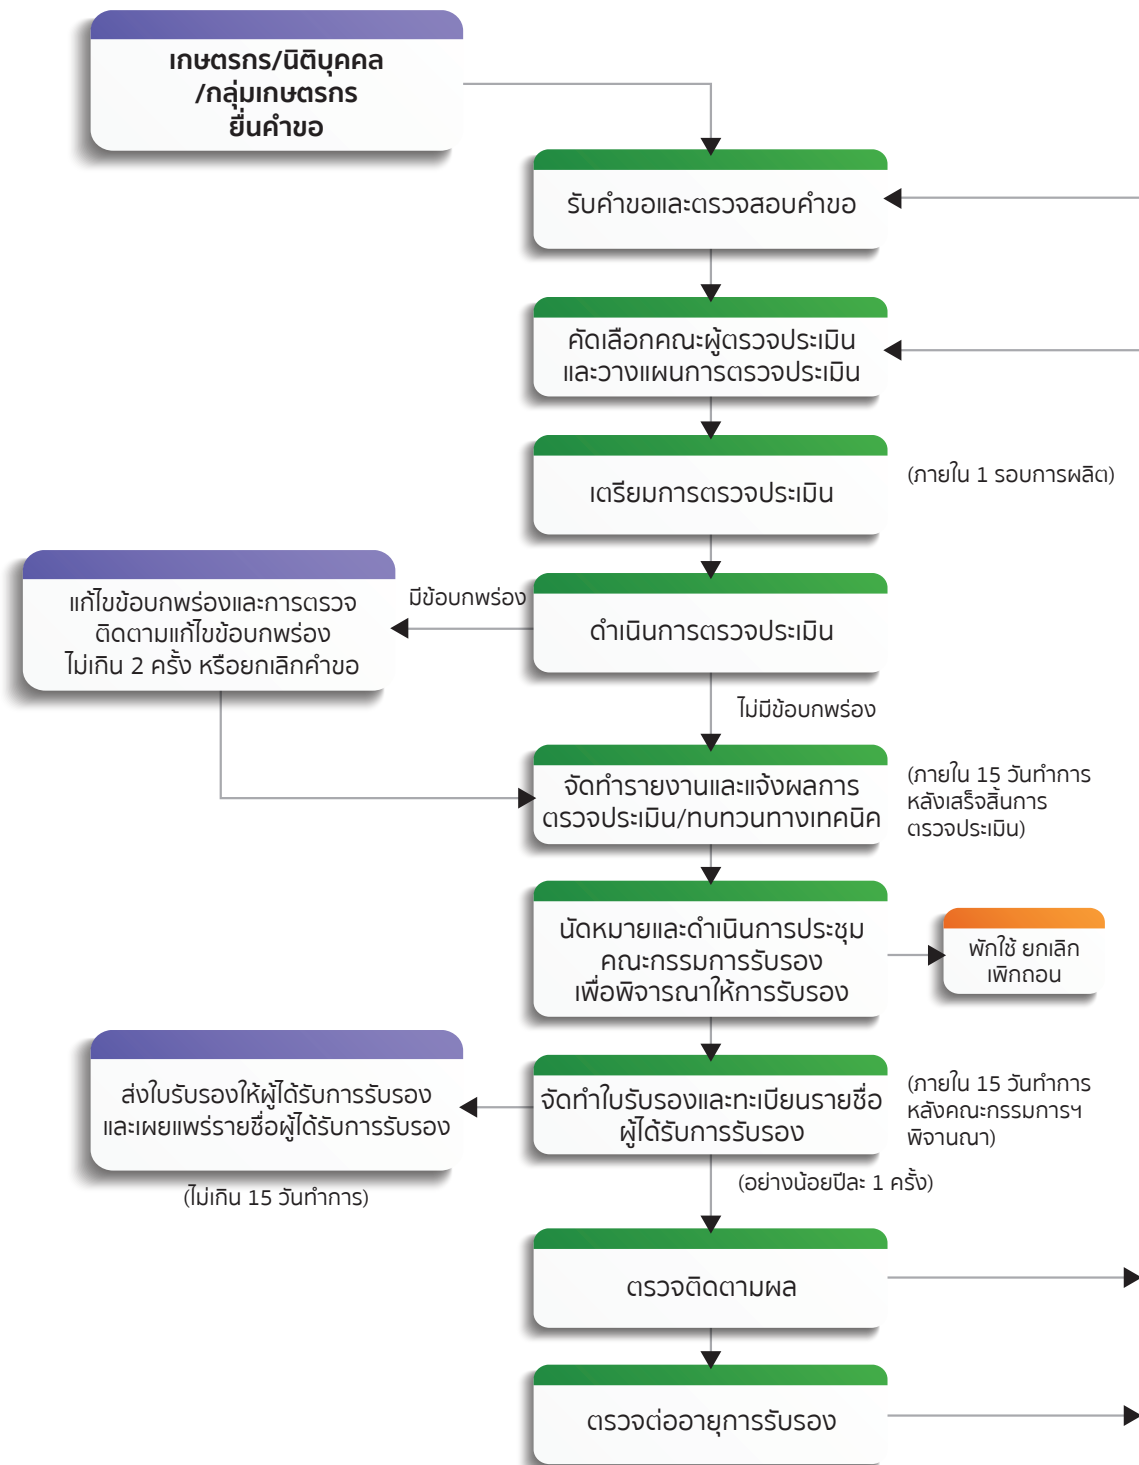 เกษตรกร/นิติบุคคล
/กลุ่มเกษตรกร
ยื่นคำขอ
รับคำขอและตรวจสอบคำขอ
คัดเลือกคณะผู้ตรวจประเมิน
และวางแผนการตรวจประเมิน
เตรียมการตรวจประเมิน
(ภายใน 1 รอบการผลิต)
แก้ไขข้อบกพร่องและการตรวจ
ติดตามแก้ไขข้อบกพร่อง
ไม่เกิน 2 ครั้ง หรือยกเลิกคำขอ
มีข้อบกพร่อง
ดำเนินการตรวจประเมิน
ไม่มีข้อบกพร่อง
จัดทำรายงานและแจ้งผลการ
ตรวจประเมิน/ทบทวนทางเทคนิค
(ภายใน 15 วันทำการ
หลังเสร็จสิ้นการ
ตรวจประเมิน)
นัดหมายและดำเนินการประชุม
คณะกรรมการรับรอง
เพื่อพิจารณาให้การรับรอง
พักใช้ ยกเลิก
เพิกถอน
ส่งใบรับรองให้ผู้ได้รับการรับรอง
และเผยแพร่รายชื่อผู้ได้รับการรับรอง
(ไม่เกิน 15 วันทำการ)
จัดทำใบรับรองและทะเบียนรายชื่อ
ผู้ได้รับการรับรอง
(ภายใน 15 วันทำการ
หลังคณะกรรมการฯ
พิจานณา)
(อย่างน้อยปีละ 1 ครั้ง)
ตรวจติดตามผล
ตรวจต่ออายุการรับรอง